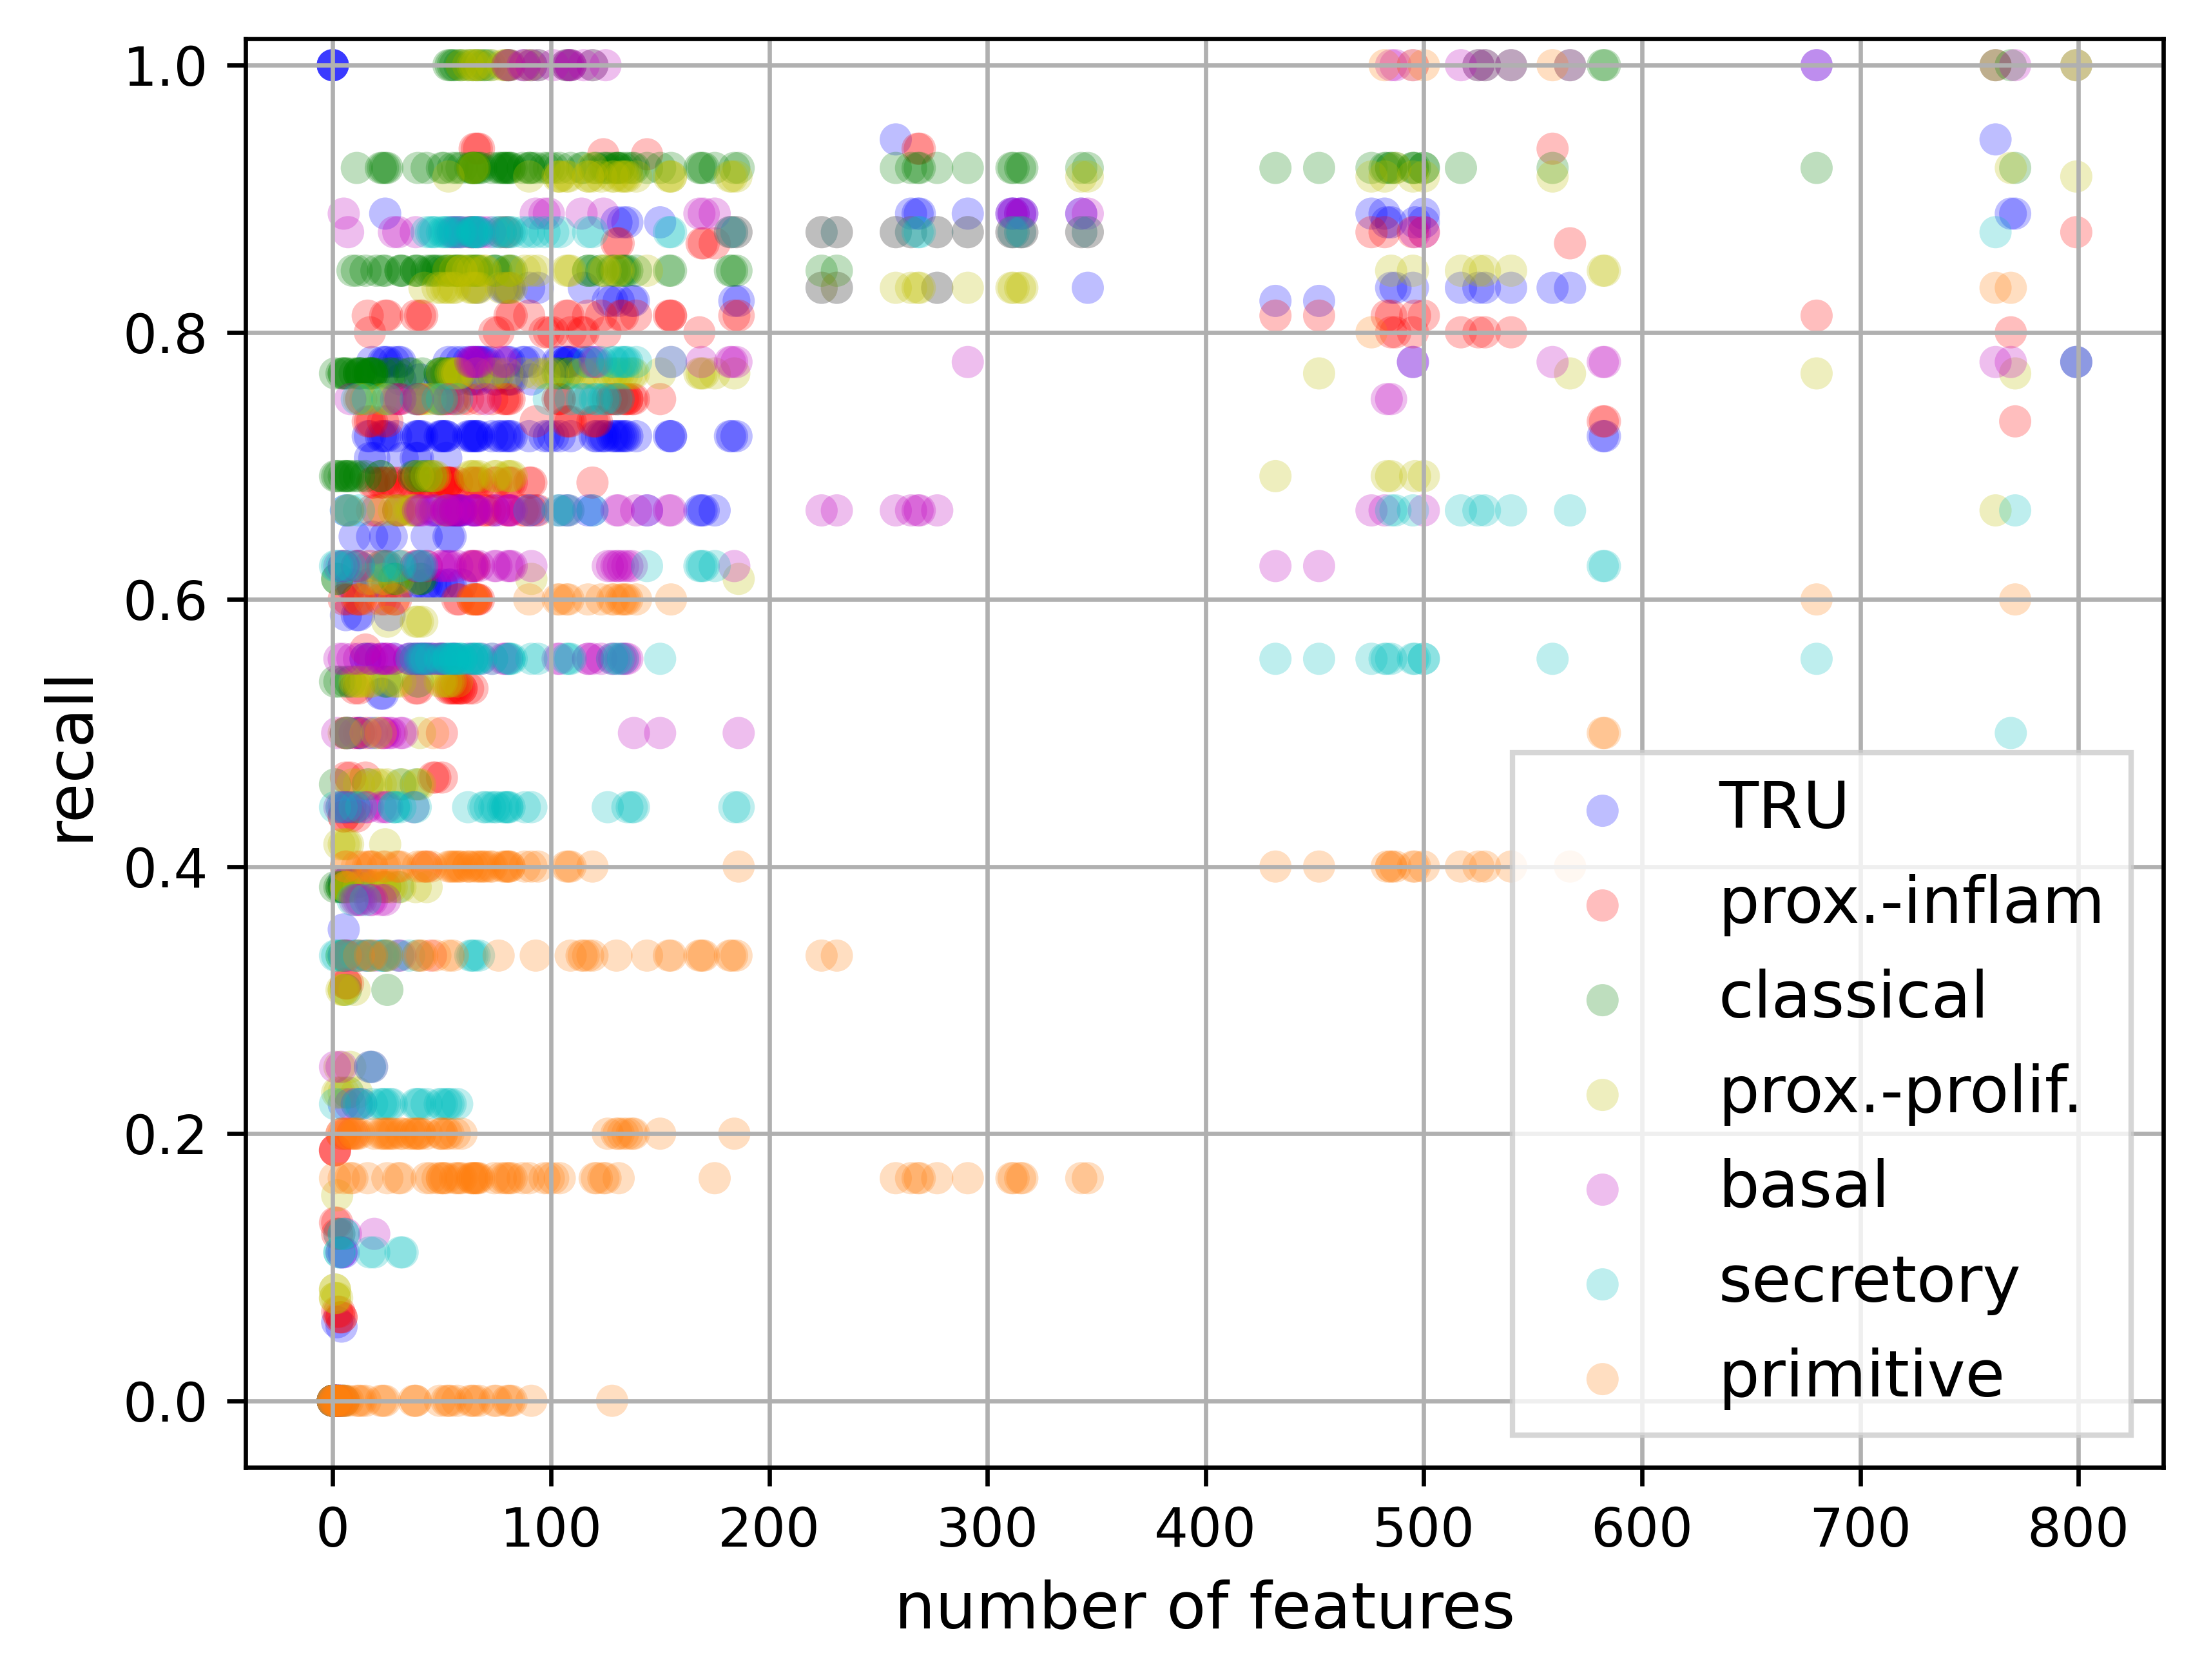 1.0
0.8
0.6
0.4
0.2
0.0
recall
0 100 200 300 400 500 600 700 800
number of features
TRU
prox.-inflam
classical
prox.-prolif.
basal
secretory
primitive